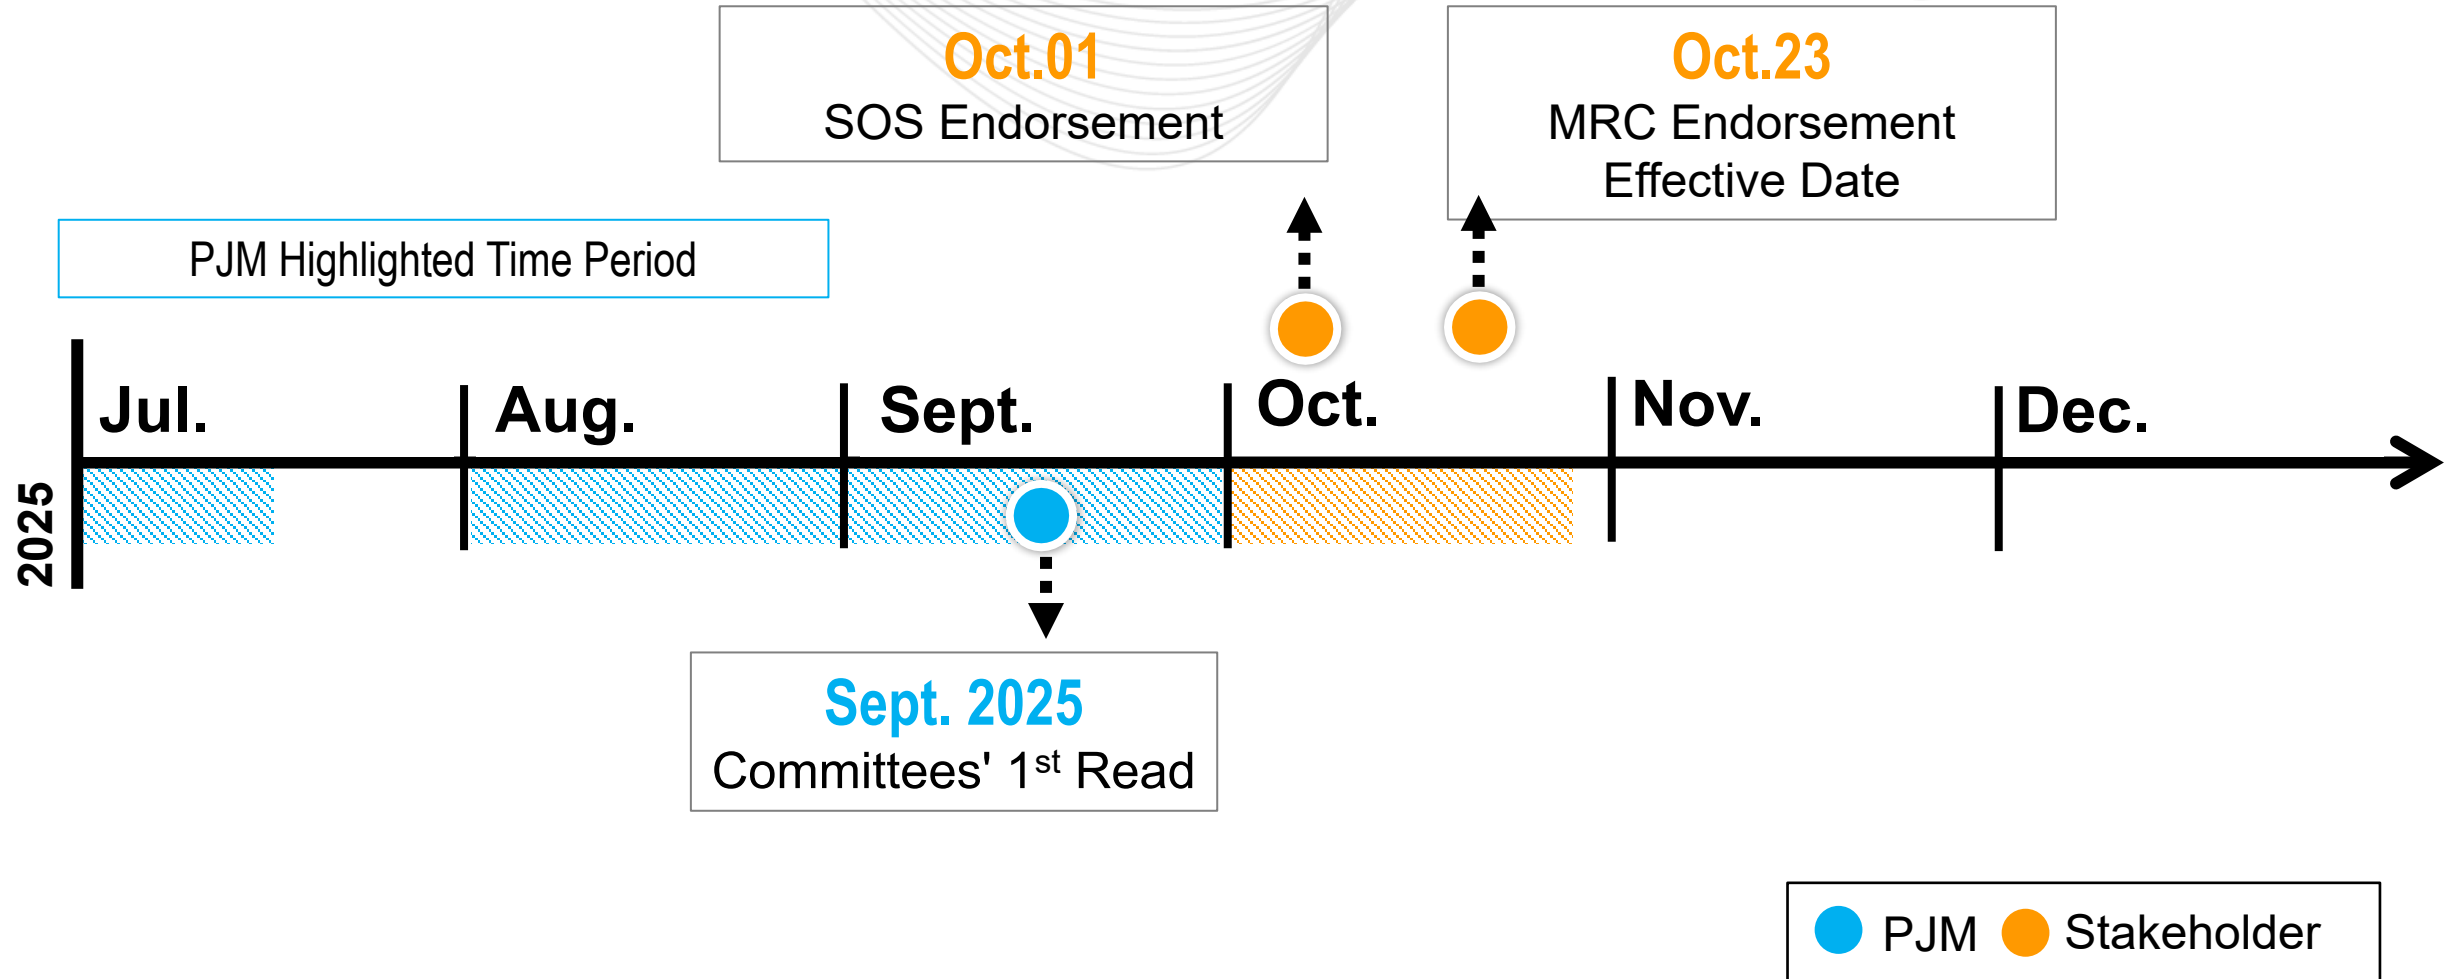 Oct.01
SOS Endorsement
Oct.23
MRC Endorsement
Effective Date
PJM Highlighted Time Period
Jul.
Aug.
Sept.
Oct.
Nov.
Dec.
2025
Sept. 2025
Committees' 1st Read
PJM
Stakeholder